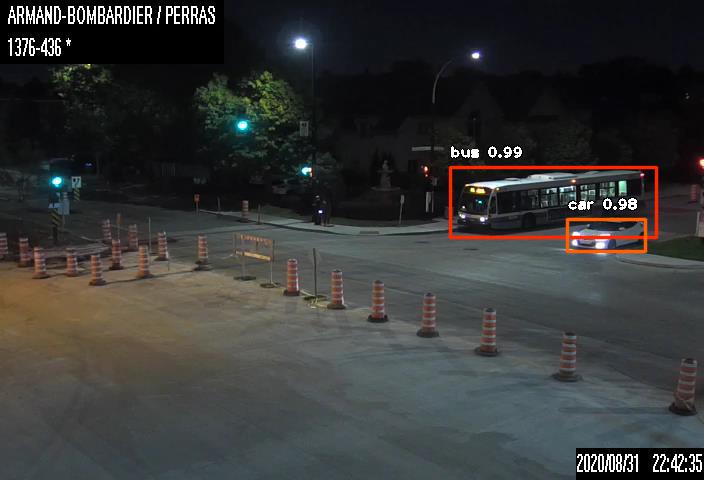 ARMAND-BOMBARDIER / PERRAS
1376-436 *
bus 0.99
car 0.98
2020/08/31 22:42:35